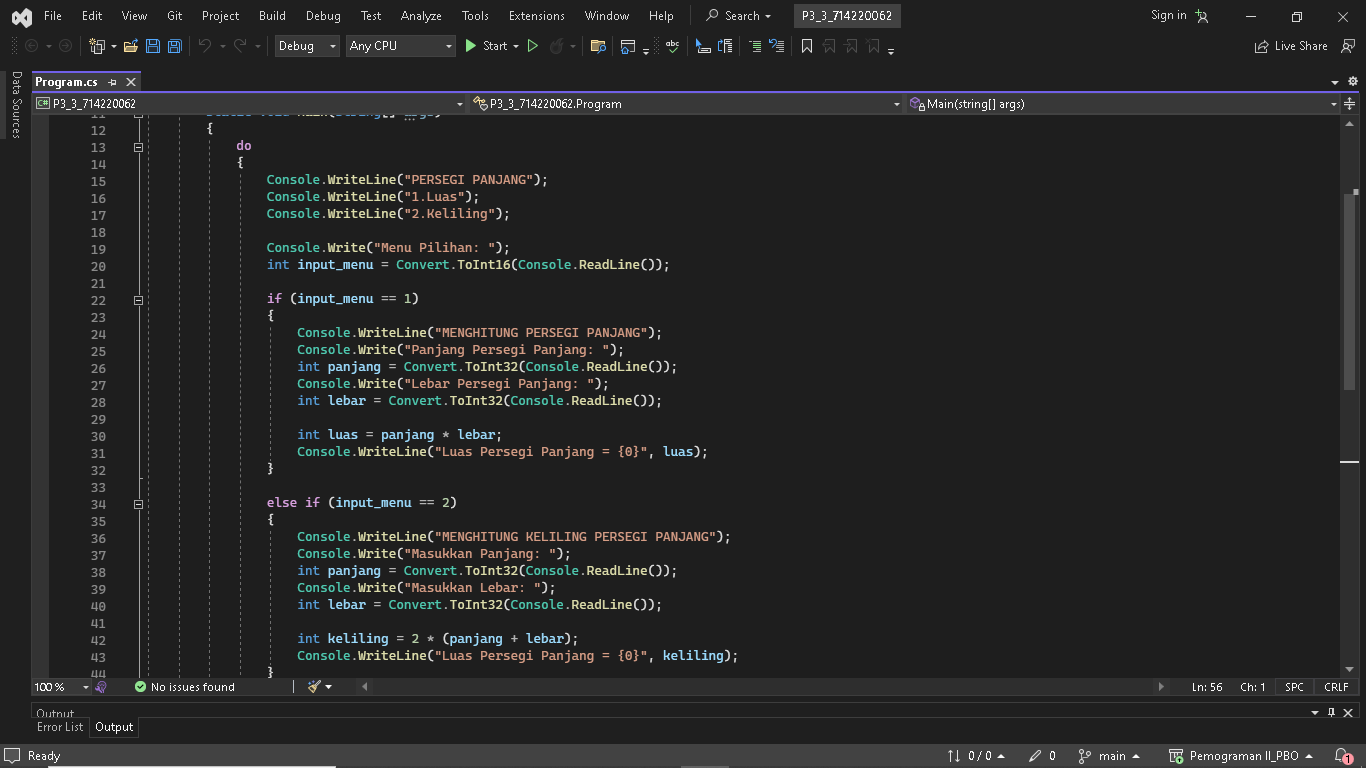 File Edit View Git Project Build Debug Test Analyze Tools Extensions Window Help Search P3_3_714220062 Sign in
Debug Any CPU Start Live Share
Data Sources
Program.cs
P3_3_714220062 P3_3_714220062.Program Main(string[] args)
11 static void Main(string[] args)
12 {
13 do
14 {
15 Console.WriteLine("PERSEGI PANJANG");
16 Console.WriteLine("1.Luas");
17 Console.WriteLine("2.Keliling");
18
19 Console.Write("Menu Pilihan: ");
20 int input_menu = Convert.ToInt16(Console.ReadLine());
21
22 if (input_menu == 1)
23 {
24 Console.WriteLine("MENGHITUNG PERSEGI PANJANG");
25 Console.Write("Panjang Persegi Panjang: ");
26 int panjang = Convert.ToInt32(Console.ReadLine());
27 Console.Write("Lebar Persegi Panjang: ");
28 int lebar = Convert.ToInt32(Console.ReadLine());
29
30 int luas = panjang * lebar;
31 Console.WriteLine("Luas Persegi Panjang = {0}", luas);
32 }
33
34 else if (input_menu == 2)
35 {
36 Console.WriteLine("MENGHITUNG KELILING PERSEGI PANJANG");
37 Console.Write("Masukkan Panjang: ");
38 int panjang = Convert.ToInt32(Console.ReadLine());
39 Console.Write("Masukkan Lebar: ");
40 int lebar = Convert.ToInt32(Console.ReadLine());
41
42 int keliling = 2 * (panjang + lebar);
43 Console.WriteLine("Luas Persegi Panjang = {0}", keliling);
44 }
100 % No issues found Ln: 56 Ch: 1 SPC CRLF
Output
Error List Output
Ready 0 / 0 0 main Pemograman II_PBO 1